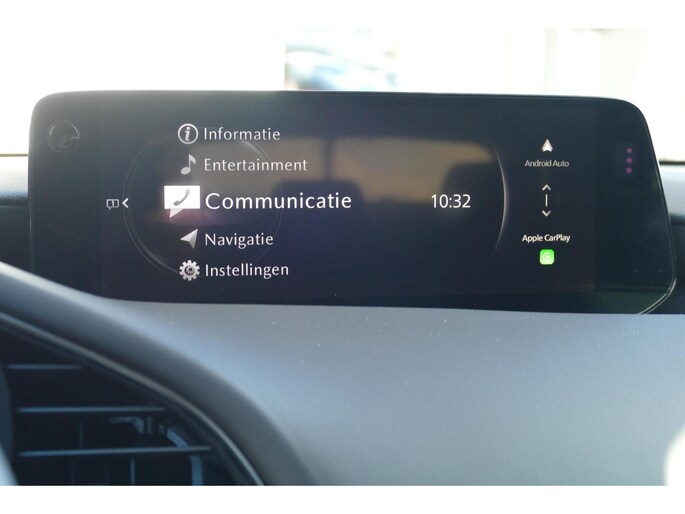 Informatie
Entertainment
Communicatie
10:32
Navigatie
Instellingen
Android Auto
Apple CarPlay